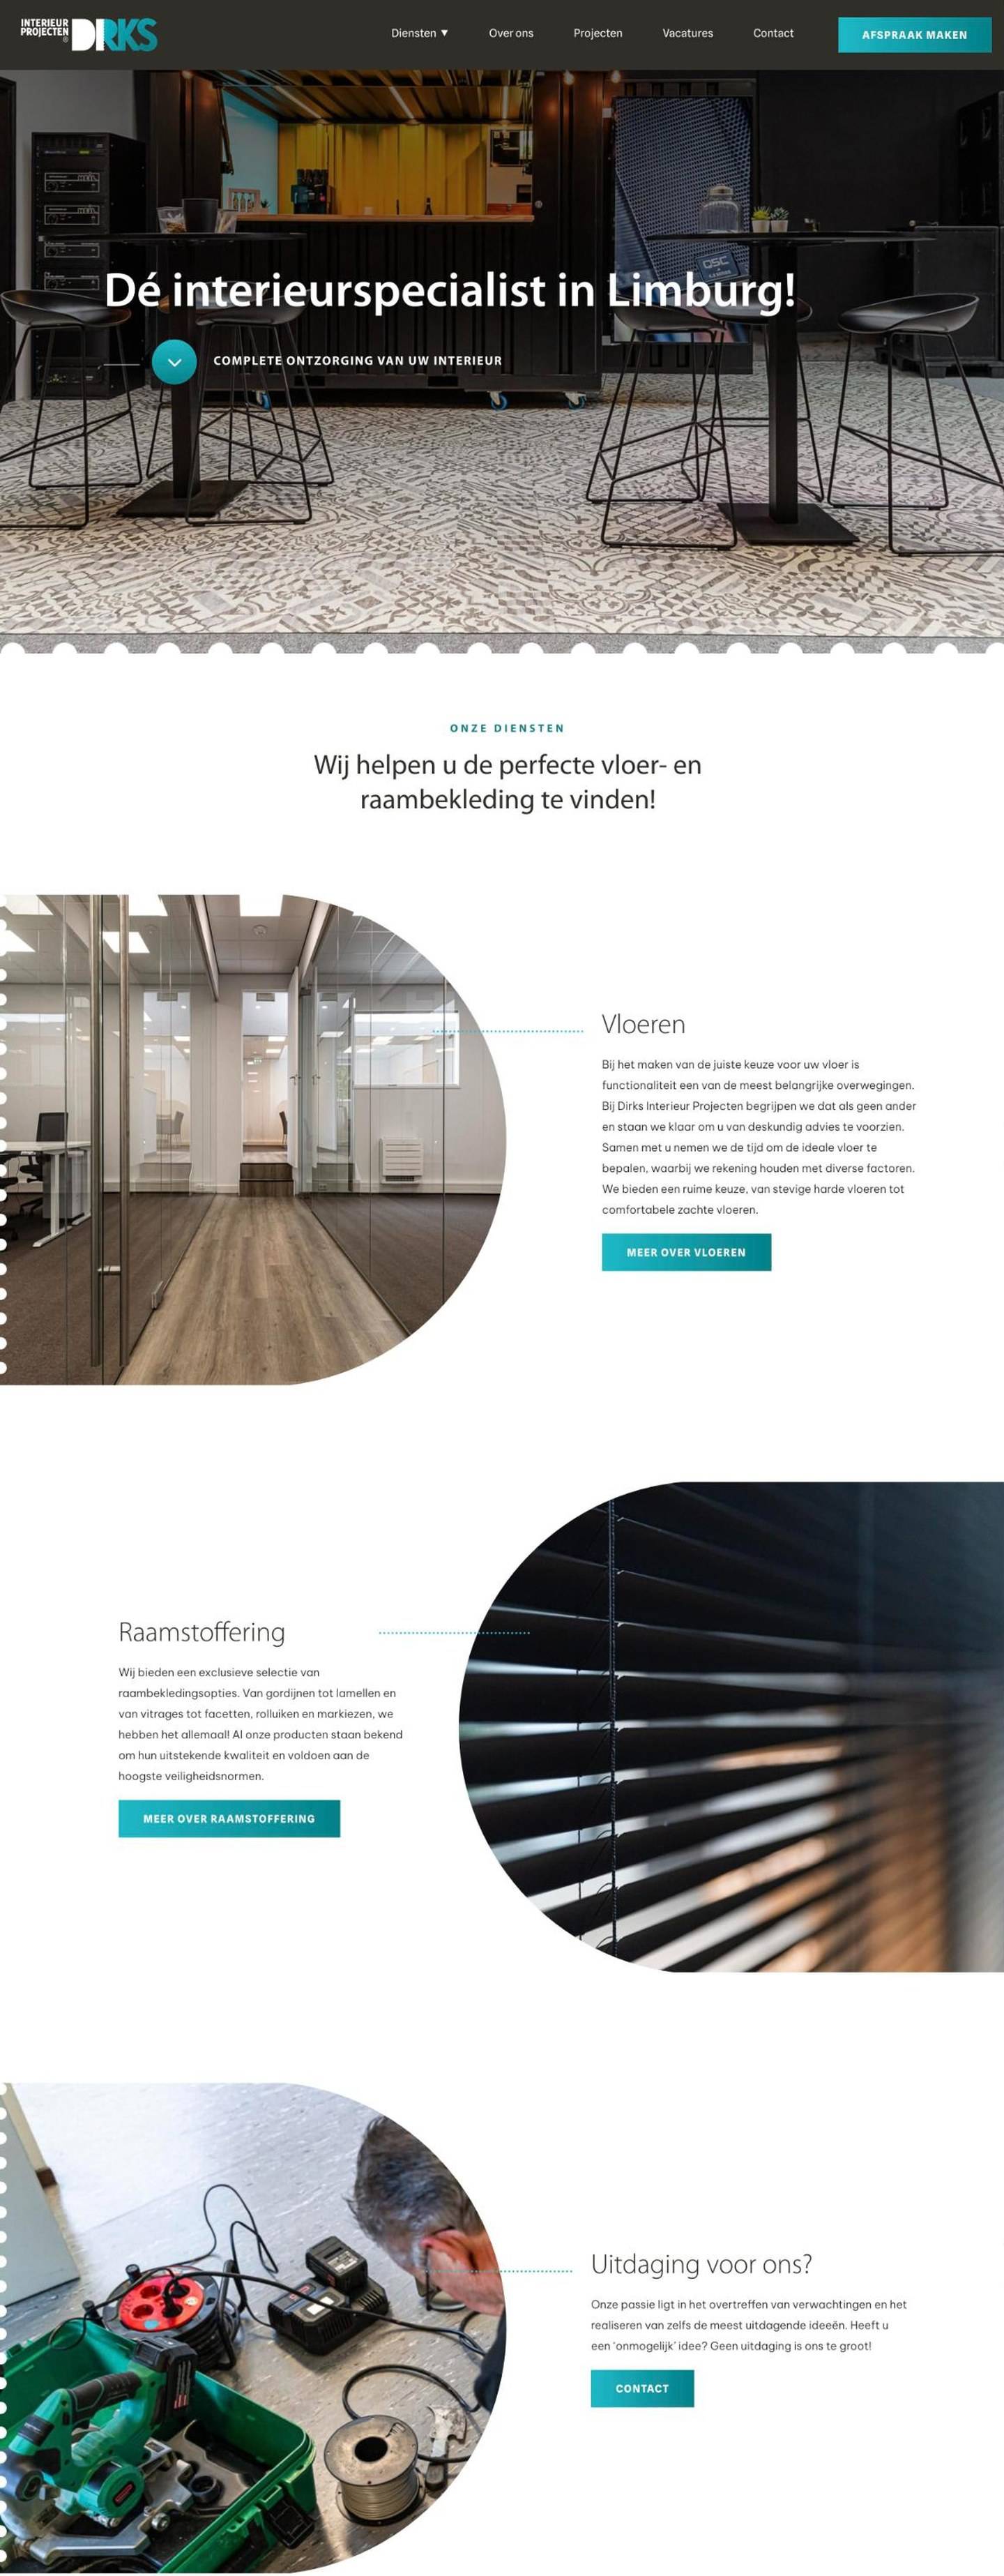 INTERIEUR
PROJECTEN
DIRKS
Diensten ▼
Over ons
Projecten
Vacatures
Contact
AFSPRAAK MAKEN
QSC
Dé interieurspecialist in Limburg!
COMPLETE ONTZORGING VAN UW INTERIEUR
ONZE DIENSTEN
Wij helpen u de perfecte vloer- en
raambekleding te vinden!
Vloeren
Bij het maken van de juiste keuze voor uw vloer is
functionaliteit een van de meest belangrijke overwegingen.
Bij Dirks Interieur Projecten begrijpen we dat als geen ander
en staan we klaar om u van deskundig advies te voorzien.
Samen met u nemen we de tijd om de ideale vloer te
bepalen, waarbij we rekening houden met diverse factoren.
We bieden een ruime keuze, van stevige harde vloeren tot
comfortabele zachte vloeren.
MEER OVER VLOEREN
Raamstoffering
Wij bieden een exclusieve selectie van
raambekledingsopties. Van gordijnen tot lamellen en
van vitrages tot facetten, rolluiken en markiezen, we
hebben het allemaal! Al onze producten staan bekend
om hun uitstekende kwaliteit en voldoen aan de
hoogste veiligheidsnormen.
MEER OVER RAAMSTOFFERING
Uitdaging voor ons?
Onze passie ligt in het overtreffen van verwachtingen en het
realiseren van zelfs de meest uitdagende ideeën. Heeft u
een 'onmogelijk' idee? Geen uitdaging is ons te groot!
CONTACT